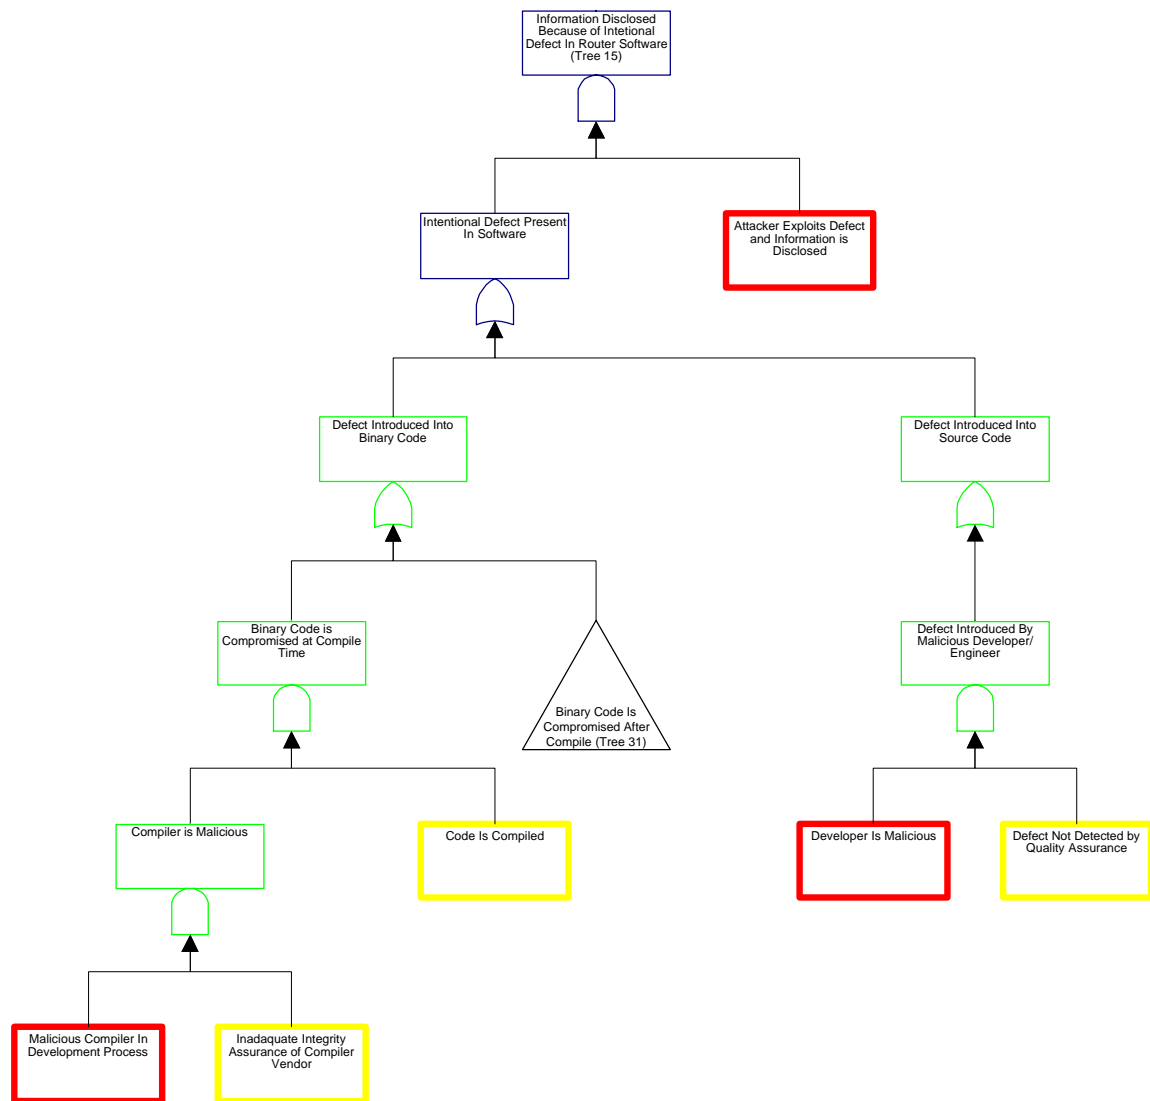 Information Disclosed
Because of Intetional
Defect In Router Software
(Tree 15)
Intentional Defect Present
In Software
Attacker Exploits Defect
and Information is
Disclosed
Defect Introduced Into
Binary Code
Defect Introduced Into
Source Code
Binary Code is
Compromised at Compile
Time
Binary Code Is
Compromised After
Compile (Tree 31)
Defect Introduced By
Malicious Developer/
Engineer
Compiler is Malicious
Code Is Compiled
Developer Is Malicious
Defect Not Detected by
Quality Assurance
Malicious Compiler In
Development Process
Inadaquate Integrity
Assurance of Compiler
Vendor